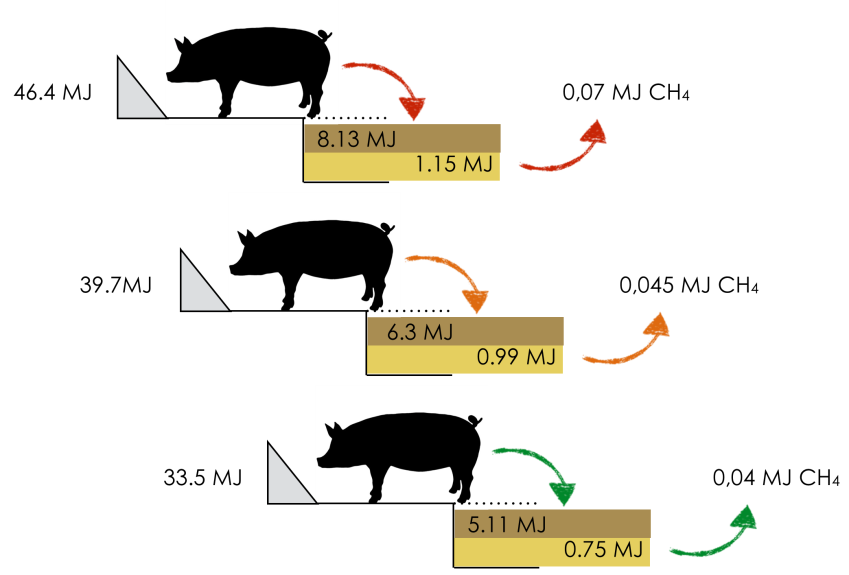 46.4 MJ
0,07 MJ CH₄
8.13 MJ
1.15 MJ
39.7MJ
0,045 MJ CH₄
6.3 MJ
0.99 MJ
33.5 MJ
0,04 MJ CH₄
5.11 MJ
0.75 MJ